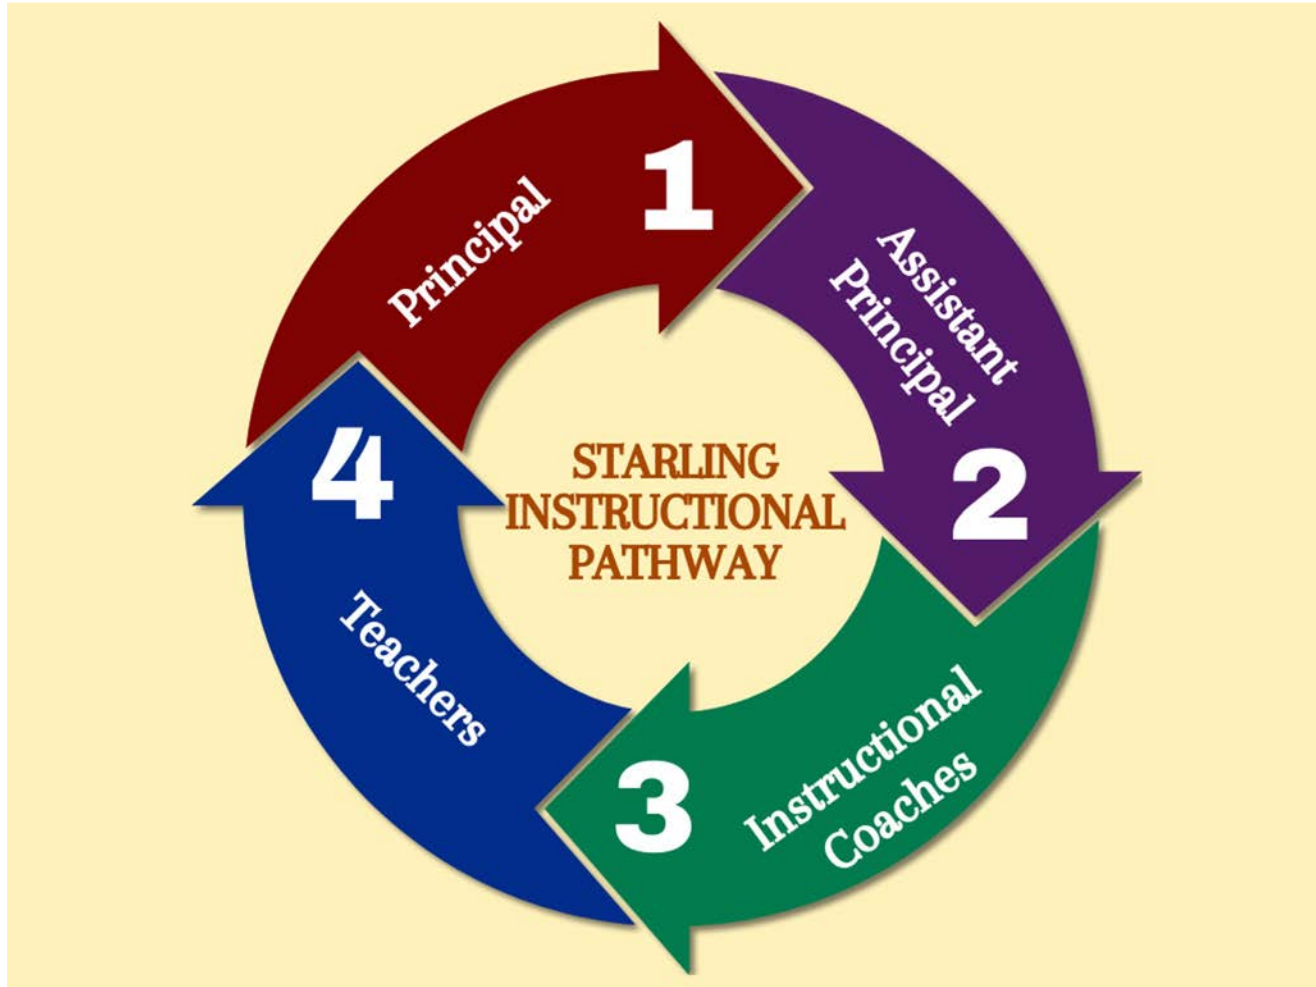 1
Principal
Assistant
Principal
2
STARLING
INSTRUCTIONAL
PATHWAY
3
Instructional
Coaches
4
Teachers